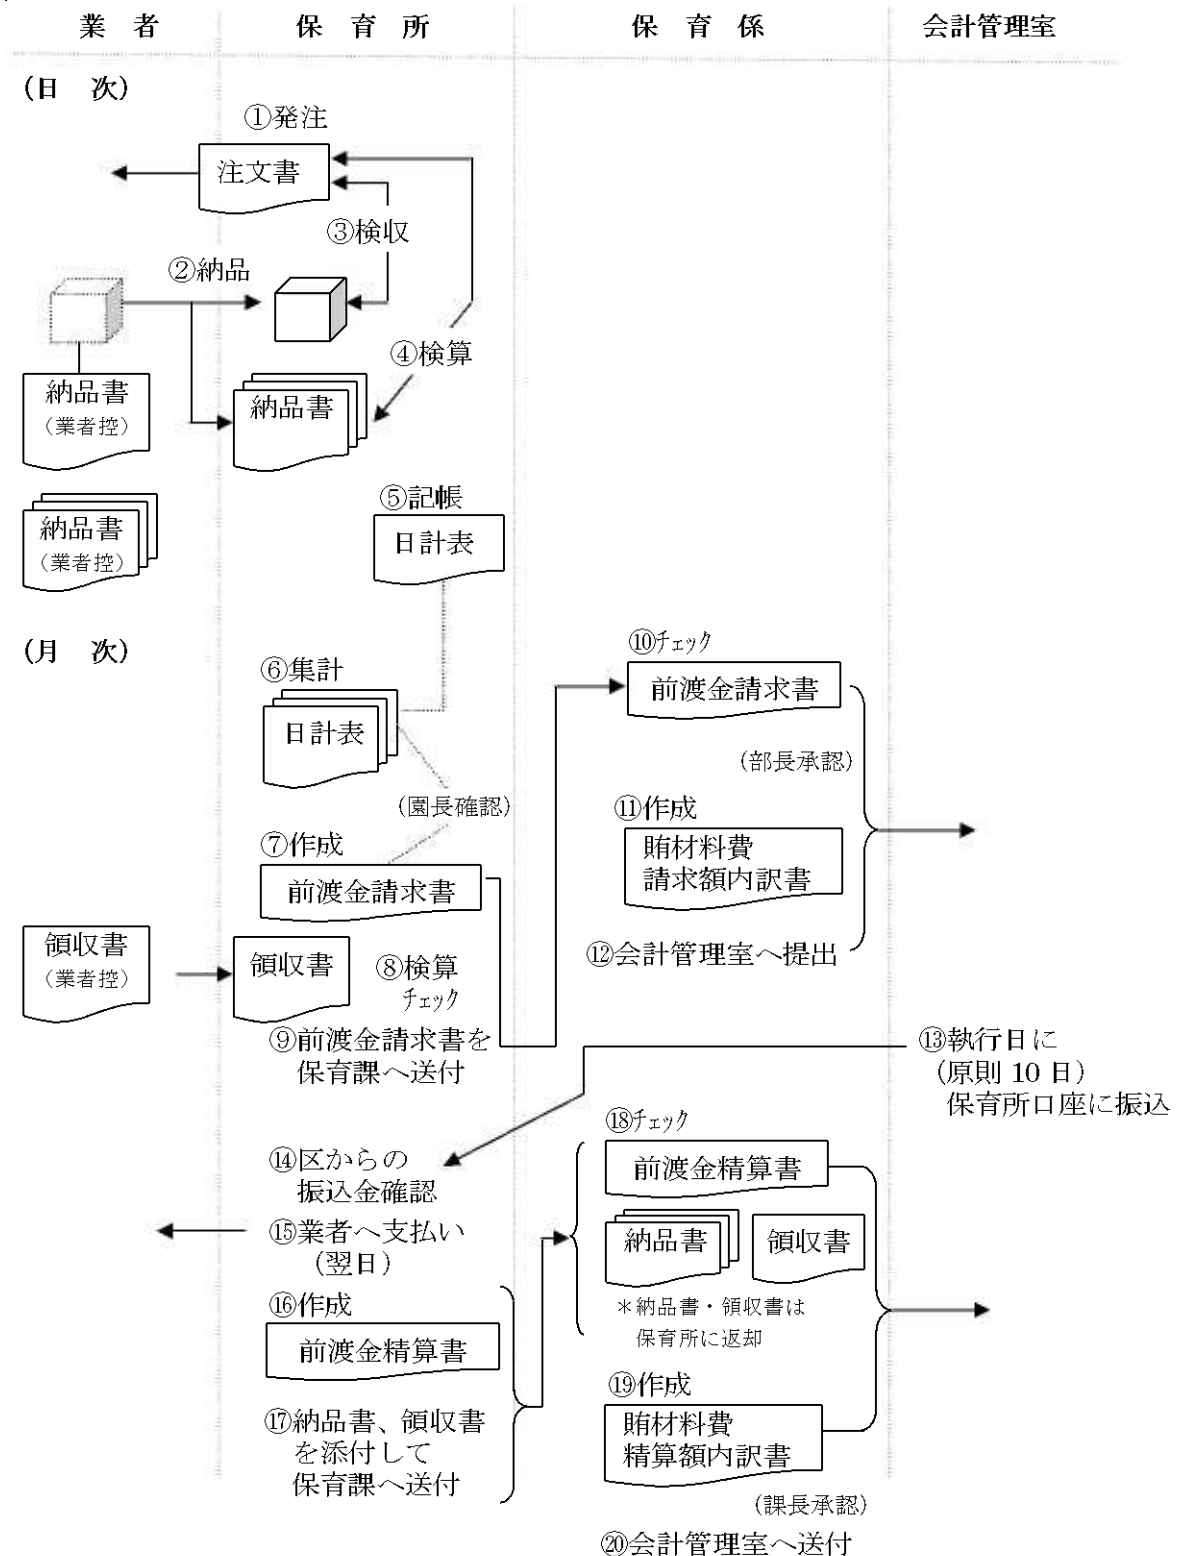 業　者　保　育　所　保　育　係　会計管理室
(日　次)
①発注
注文書
③検収
②納品
④検算
納品書
(業者控)
納品書
⑤記帳
日計表
納品書
(業者控)
(月　次)
⑥集計
日計表
(園長確認)
⑦作成
前渡金請求書
領収書
(業者控)
領収書
⑧検算
チェック
⑨前渡金請求書を
保育課へ送付
⑩チェック
前渡金請求書
(部長承認)
⑪作成
賄材料費
請求額内訳書
⑫会計管理室へ提出
⑬執行日に
(原則 10 日)
保育所口座に振込
⑭区からの
振込金確認
⑮業者へ支払い
(翌日)
⑯作成
前渡金精算書
⑰納品書、領収書
を添付して
保育課へ送付
⑱チェック
前渡金精算書
納品書
領収書
＊納品書・領収書は
保育所に返却
⑲作成
賄材料費
精算額内訳書
(課長承認)
⑳会計管理室へ送付